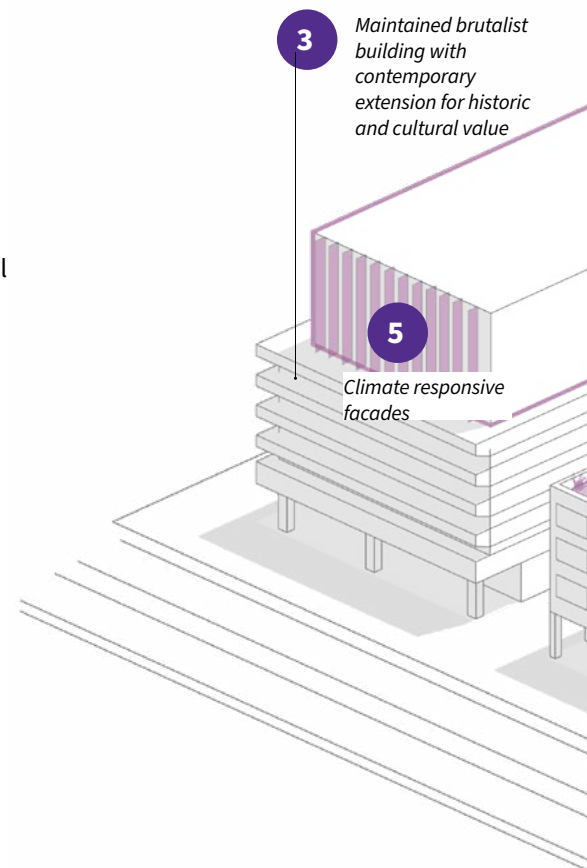 3
Maintained brutalist
building with
contemporary
extension for historic
and cultural value
l
5
Climate responsive
facades